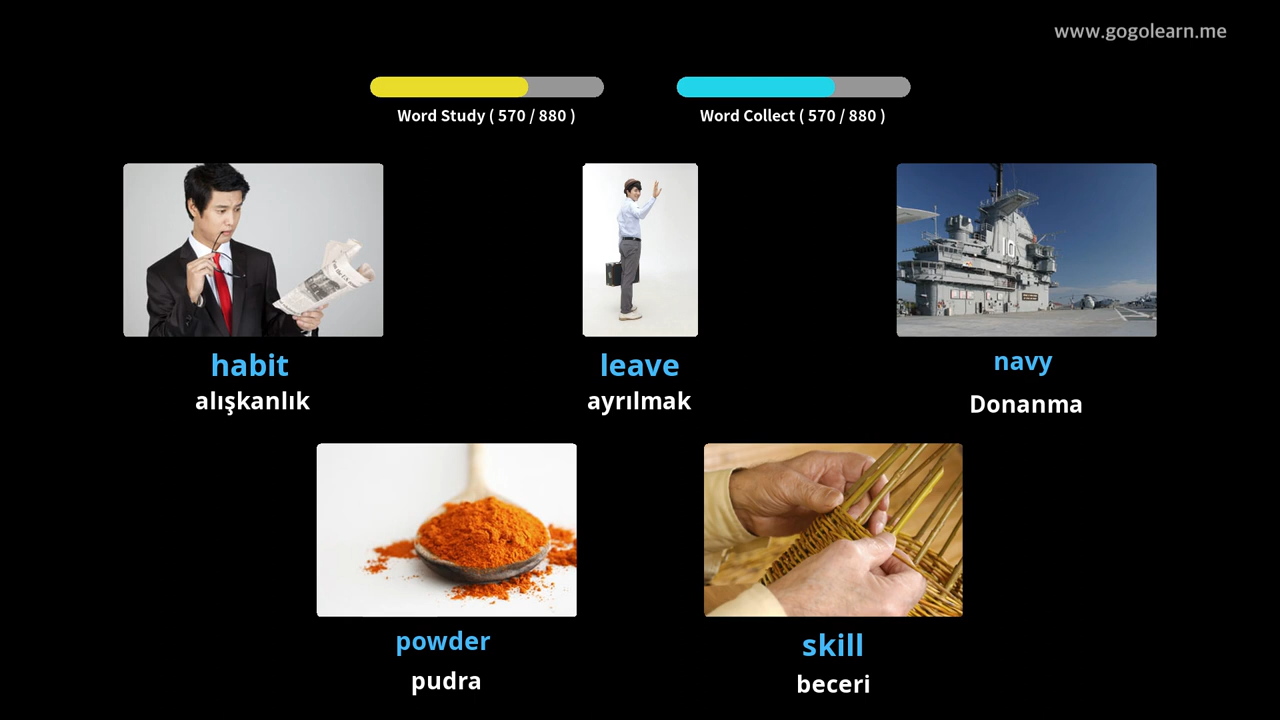 www.gogolearn.me
Word Study ( 570 / 880 )
Word Collect ( 570 / 880 )
10
habit
alışkanlık
leave
ayrılmak
navy
Donanma
powder
pudra
skill
beceri